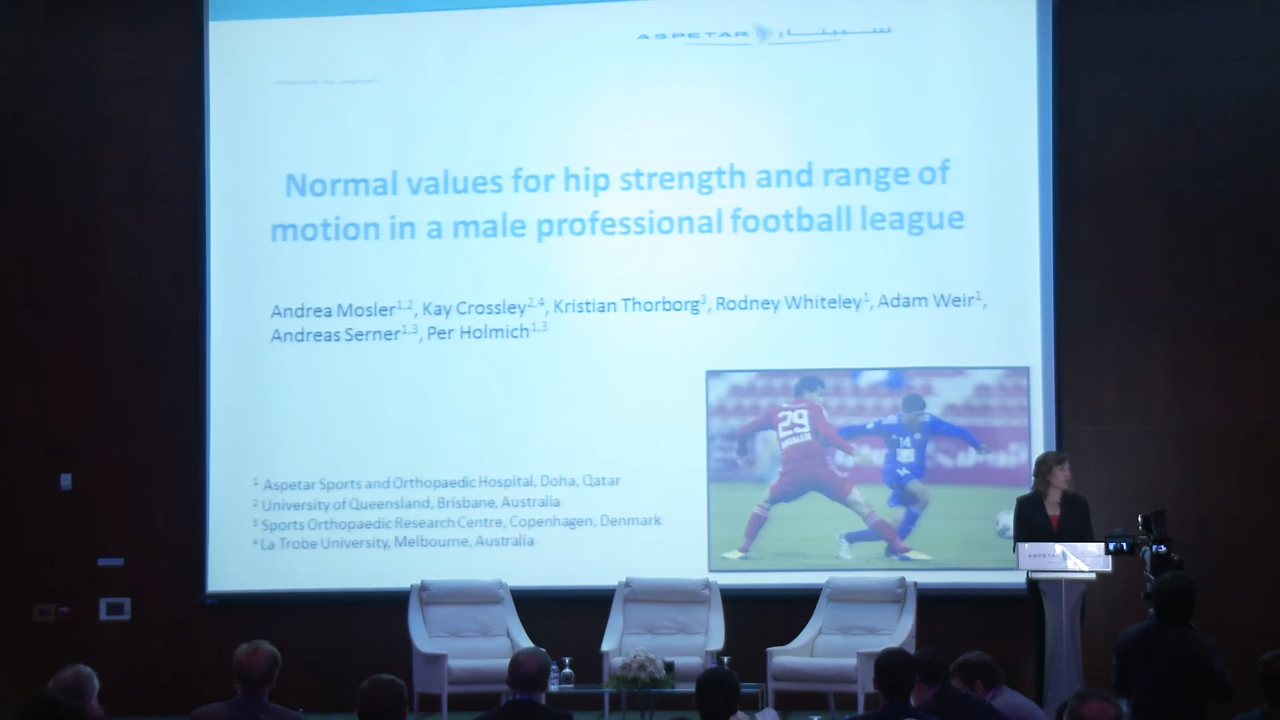 ASPETAR سبيتار
Normal values for hip strength and range of
motion in a male professional football league
Andrea Mosler1,2, Kay Crossley2,4, Kristian Thorborg3, Rodney Whiteley1, Adam Weir1,
Andreas Serner1,3, Per Holmich1,3
29
14
1 Aspetar Sports and Orthopaedic Hospital, Doha, Qatar
2 University of Queensland, Brisbane, Australia
3 Sports Orthopaedic Research Centre, Copenhagen, Denmark
4 La Trobe University, Melbourne, Australia
ASPETAR